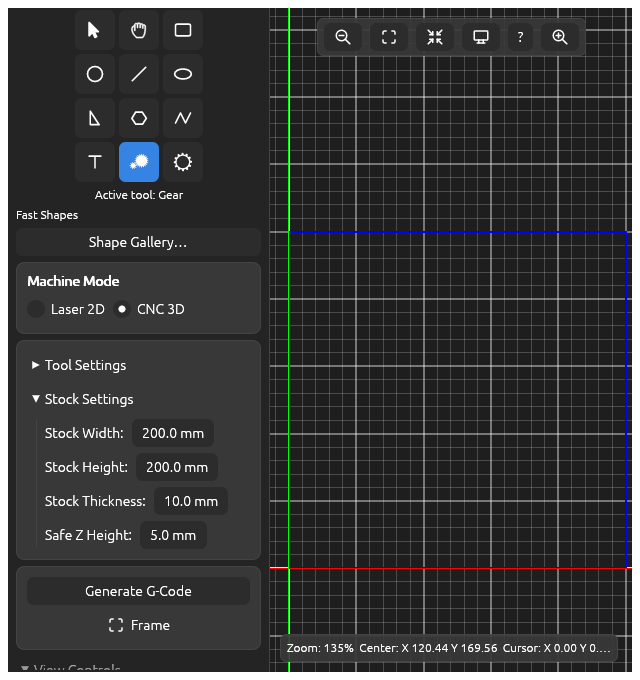 ?
T
Active tool: Gear
Fast Shapes
Shape Gallery...
Machine Mode
Laser 2D CNC 3D
Tool Settings
Stock Settings
Stock Width: 200.0 mm
Stock Height: 200.0 mm
Stock Thickness: 10.0 mm
Safe Z Height: 5.0 mm
Generate G-Code
Frame
View Controls
Zoom: 135% Center: X 120.44 Y 169.56 Cursor: X 0.00 Y 0....